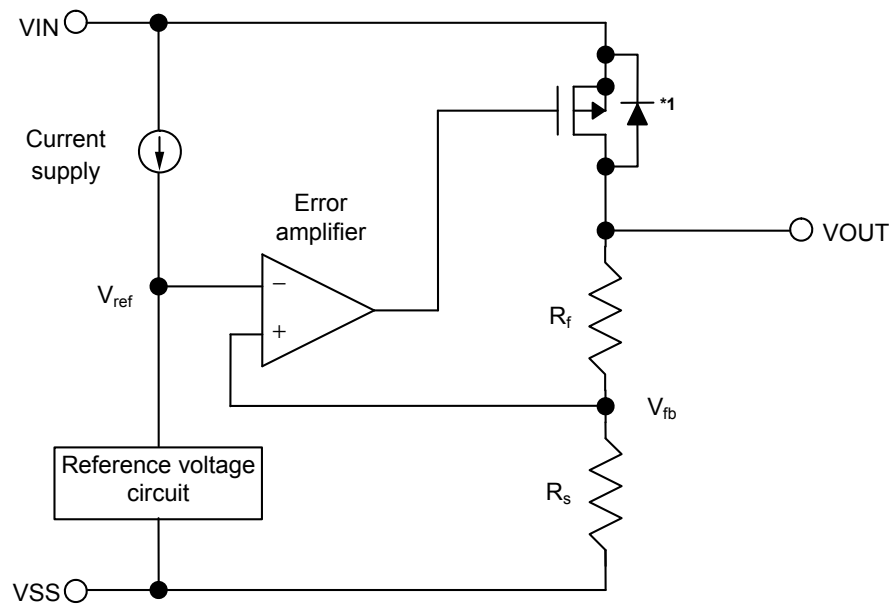 VIN
*1
Current
supply
Error
amplifier
VOUT
Vref
−
+
Rf
Vfb
Reference voltage
circuit
Rs
VSS